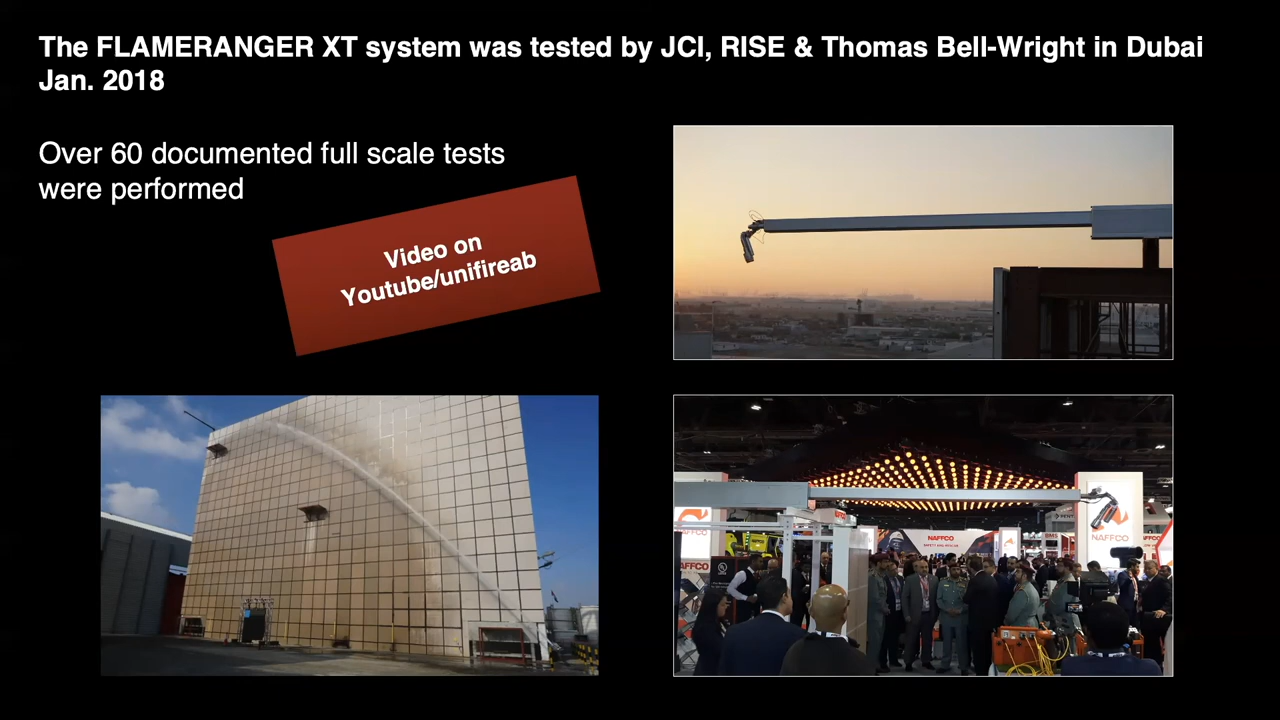 The FLAMERANGER XT system was tested by JCI, RISE & Thomas Bell-Wright in Dubai
Jan. 2018
Over 60 documented full scale tests
were performed
Video on
Youtube/unifireab
NAFFCO
NAFFCO
NAFFCO